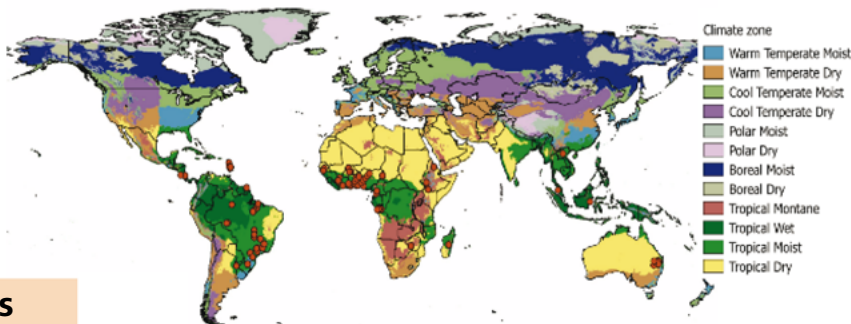 Climate zone
Warm Temperate Moist
Warm Temperate Dry
Cool Temperate Moist
Cool Temperate Dry
Polar Moist
Polar Dry
Boreal Moist
Boreal Dry
Tropical Montane
Tropical Wet
Tropical Moist
Tropical Dry
s